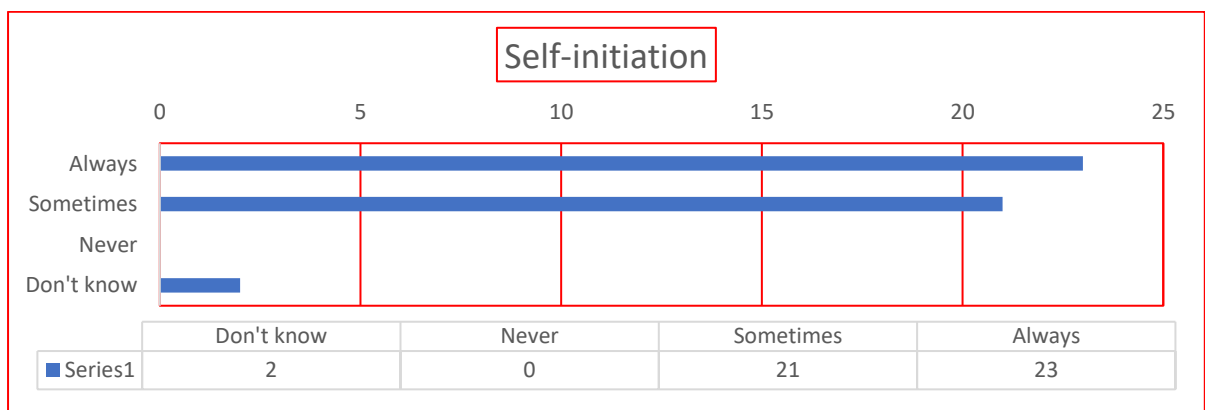 Self-initiation
0 5 10 15 20 25
Always
Sometimes
Never
Don't know
Don't know Never Sometimes Always
Series1 2 0 21 23